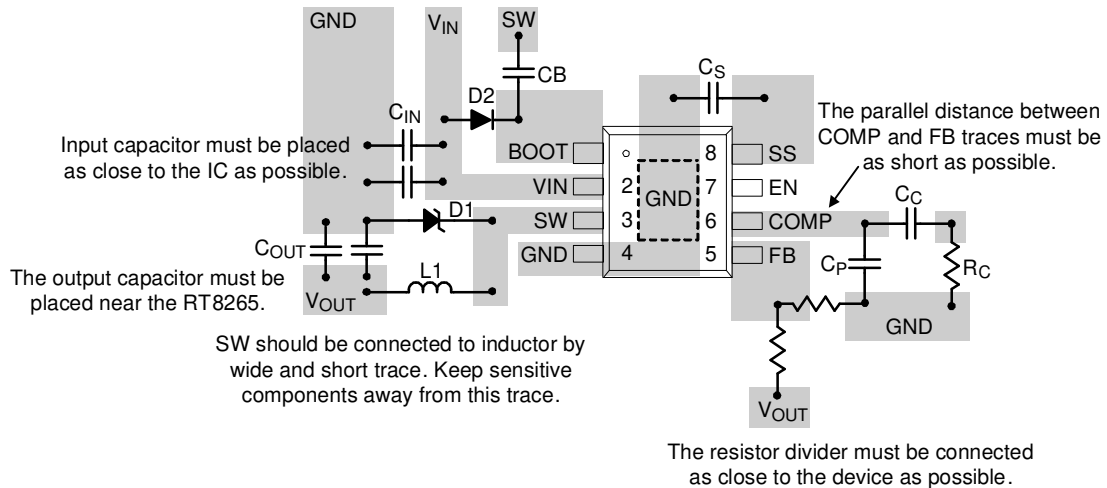 GND
VIN
SW
CB
D2
CIN
Input capacitor must be placed
as close to the IC as possible.
CS
The parallel distance between
COMP and FB traces must be
as short as possible.
BOOT
VIN
SW
GND
2
3
4
GND
8
7
6
5
SS
EN
COMP
FB
D1
COUT
L1
VOUT
The output capacitor must be
placed near the RT8265.
SW should be connected to inductor by
wide and short trace. Keep sensitive
components away from this trace.
CC
CP
RC
GND
VOUT
The resistor divider must be connected
as close to the device as possible.